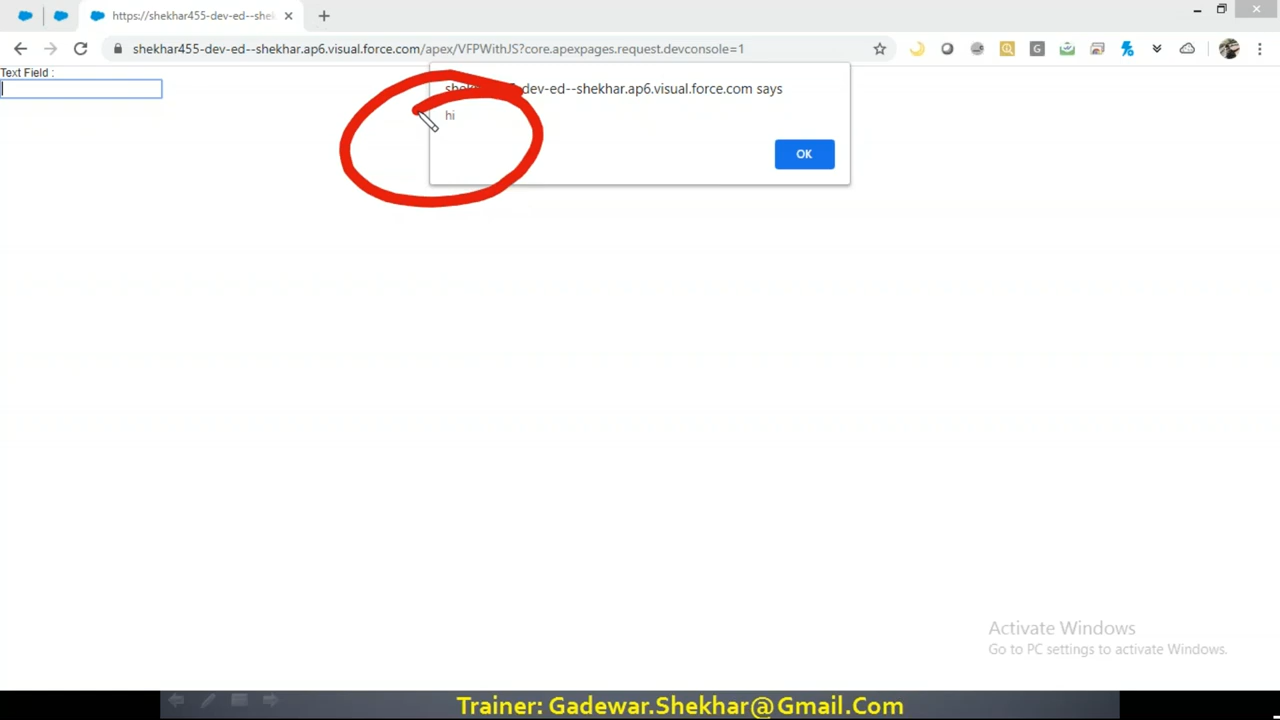 https://shekhar455-dev-ed--shek
shekhar455-dev-ed--shekhar.ap6.visual.force.com/apex/VFPWithJS?core.apexpages.request.devconsole=1
Text Field :
dev-ed--shekhar.ap6.visual.force.com says
hi
OK
Activate Windows
Go to PC settings to activate Windows.
Trainer: Gadewar.Shekhar@Gmail.Com